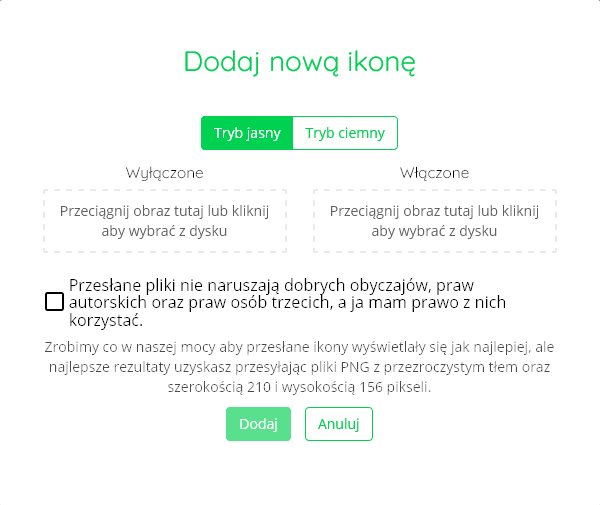 Dodaj nową ikonę
Tryb jasny Tryb ciemny
Wyłączone Włączone
Przeciągnij obraz tutaj lub kliknij Przeciągnij obraz tutaj lub kliknij
aby wybrać z dysku aby wybrać z dysku
Przesłane pliki nie naruszają dobrych obyczajów, praw
autorskich oraz praw osób trzecich, a ja mam prawo z nich
korzystać.
Zrobimy co w naszej mocy aby przesłane ikony wyświetlały się jak najlepiej, ale
najlepsze rezultaty uzyskasz przesyłając pliki PNG z przezroczystym tłem oraz
szerokością 210 i wysokością 156 pikseli.
Dodaj Anuluj